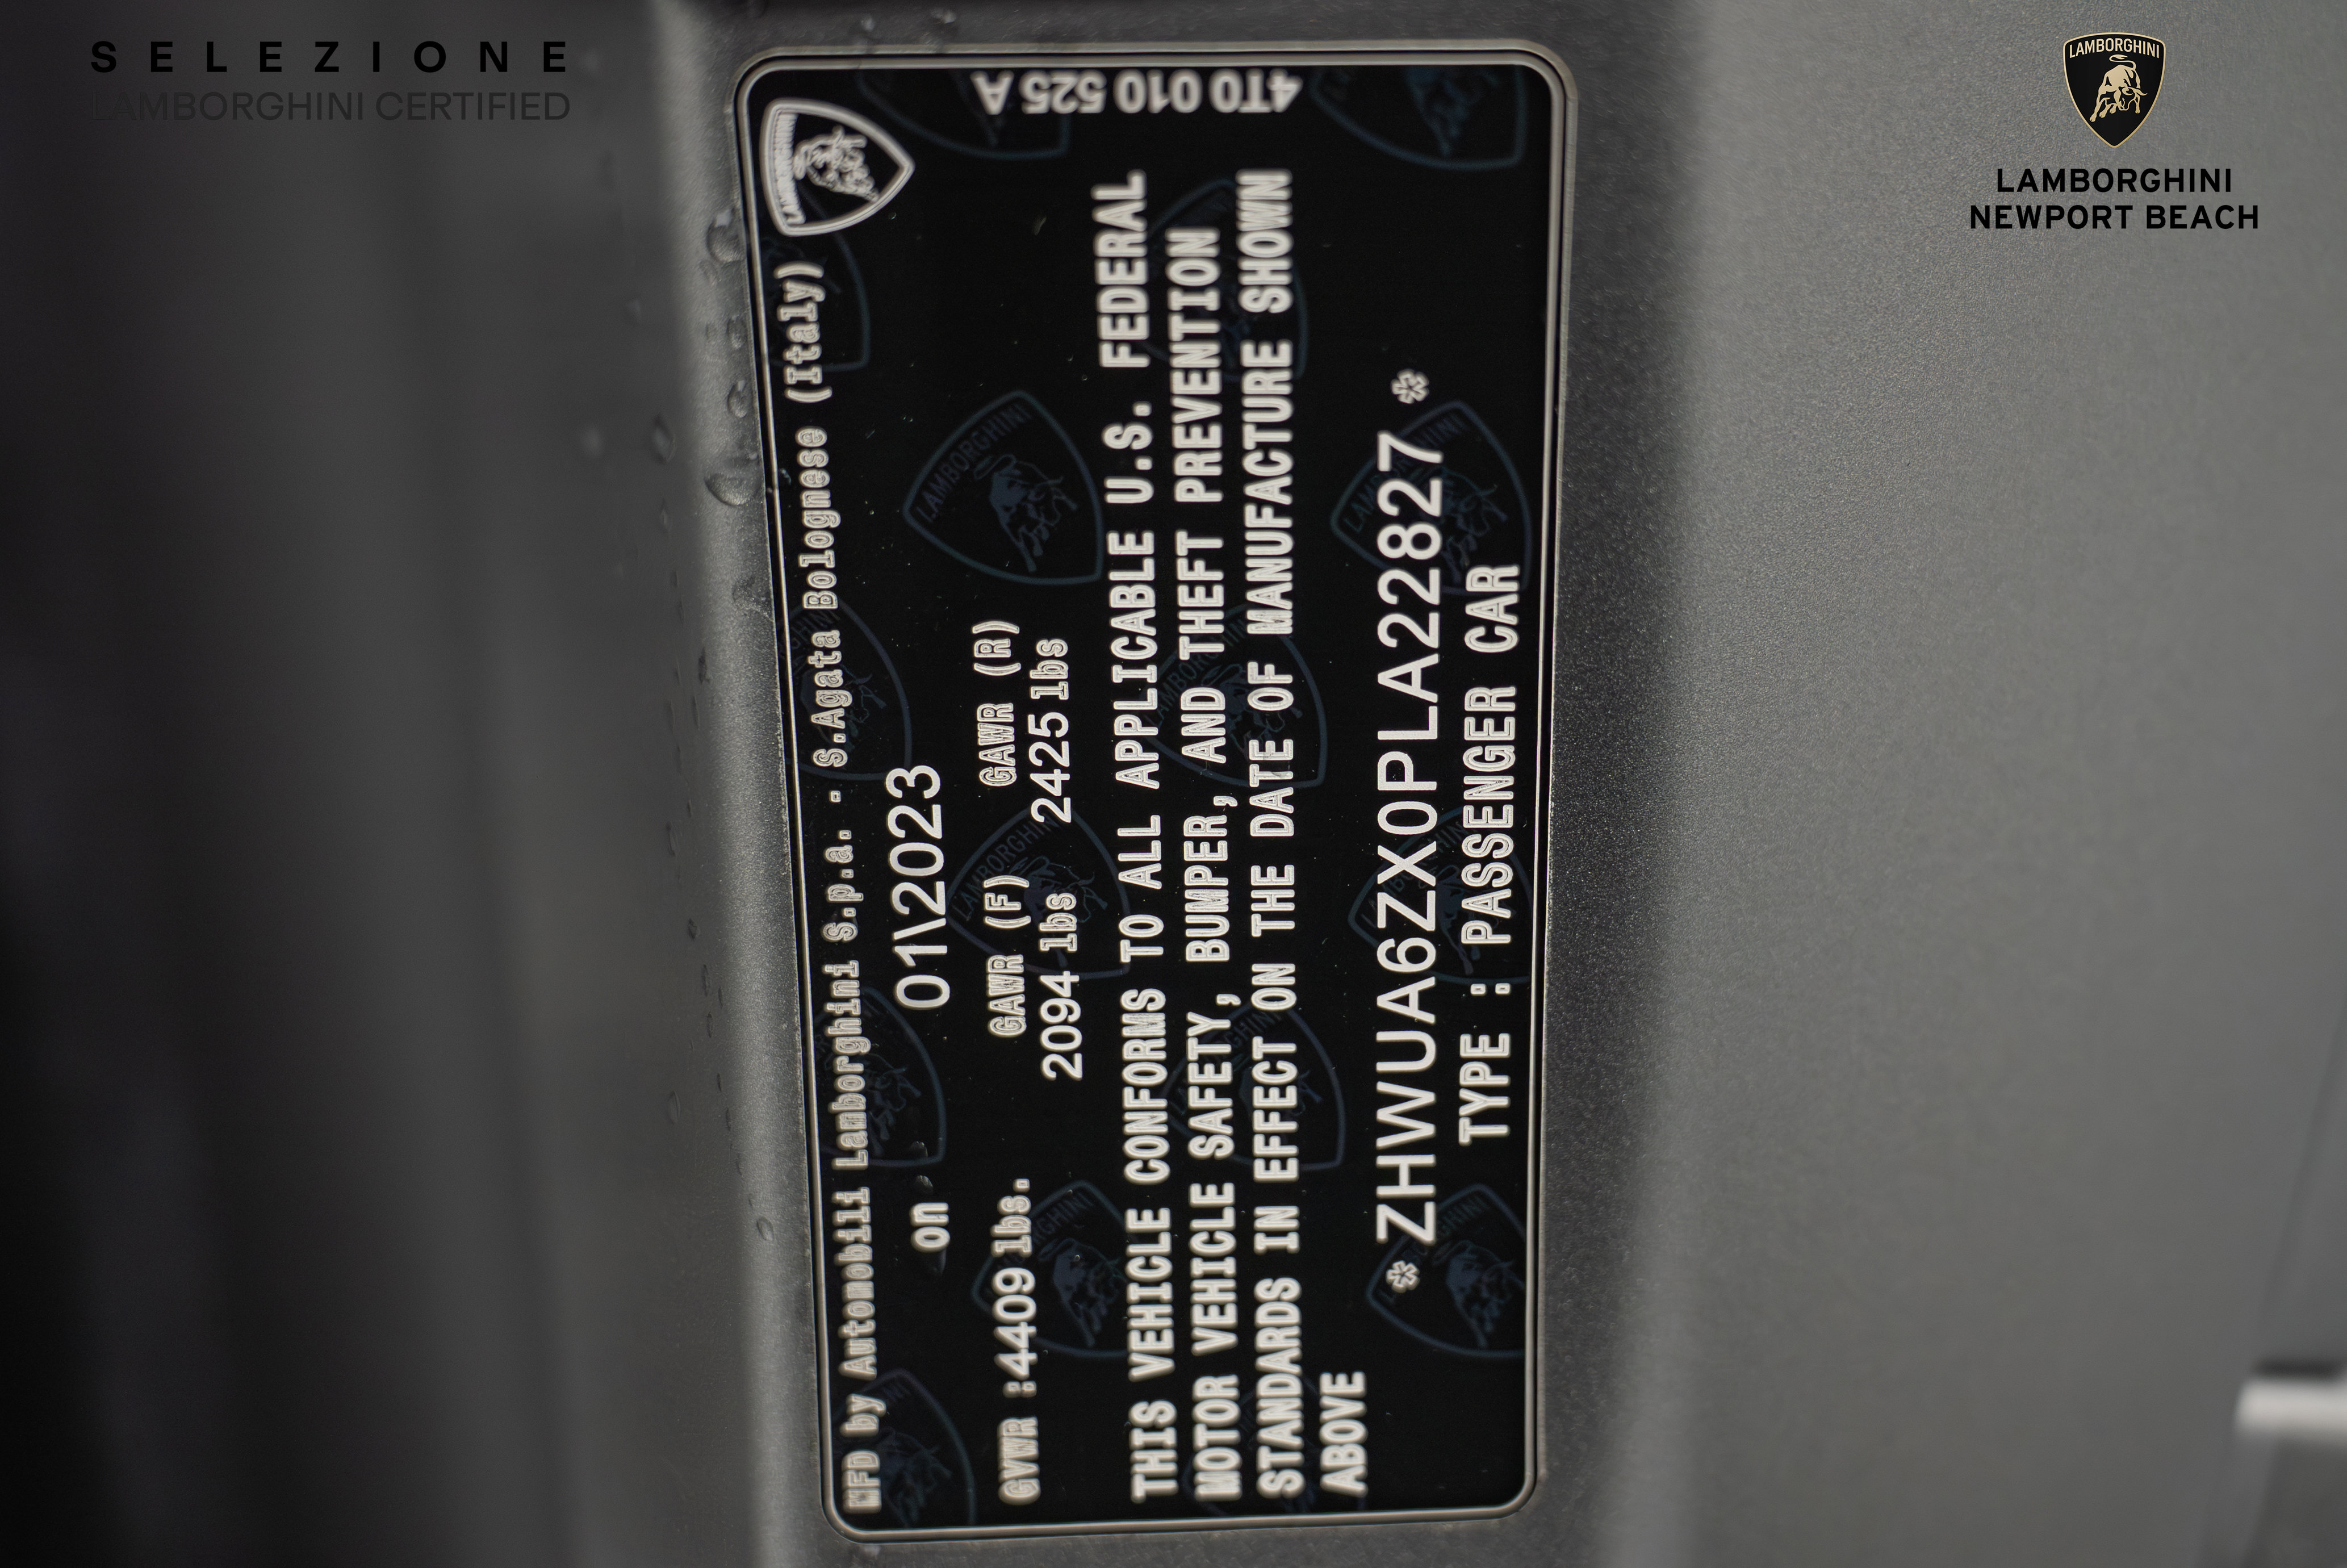 SELEZIONE
LAMBORGHINI CERTIFIED
LAMBORGHINI
LAMBORGHINI
NEWPORT BEACH
4T0 010 525 A
LAMBORGHINI
MFD by Automobili Lamborghini S.p.a. - S.Agata Bolognese (Italy)
on 01\2023
GVWR :4409 lbs. GAWR (F) GAWR (R)
2094 lbs 2425 lbs
THIS VEHICLE CONFORMS TO ALL APPLICABLE U.S. FEDERAL
MOTOR VEHICLE SAFETY, BUMPER, AND THEFT PREVENTION
STANDARDS IN EFFECT ON THE DATE OF MANUFACTURE SHOWN
ABOVE
*ZHWUA6ZX0PLA22827*
TYPE : PASSENGER CAR